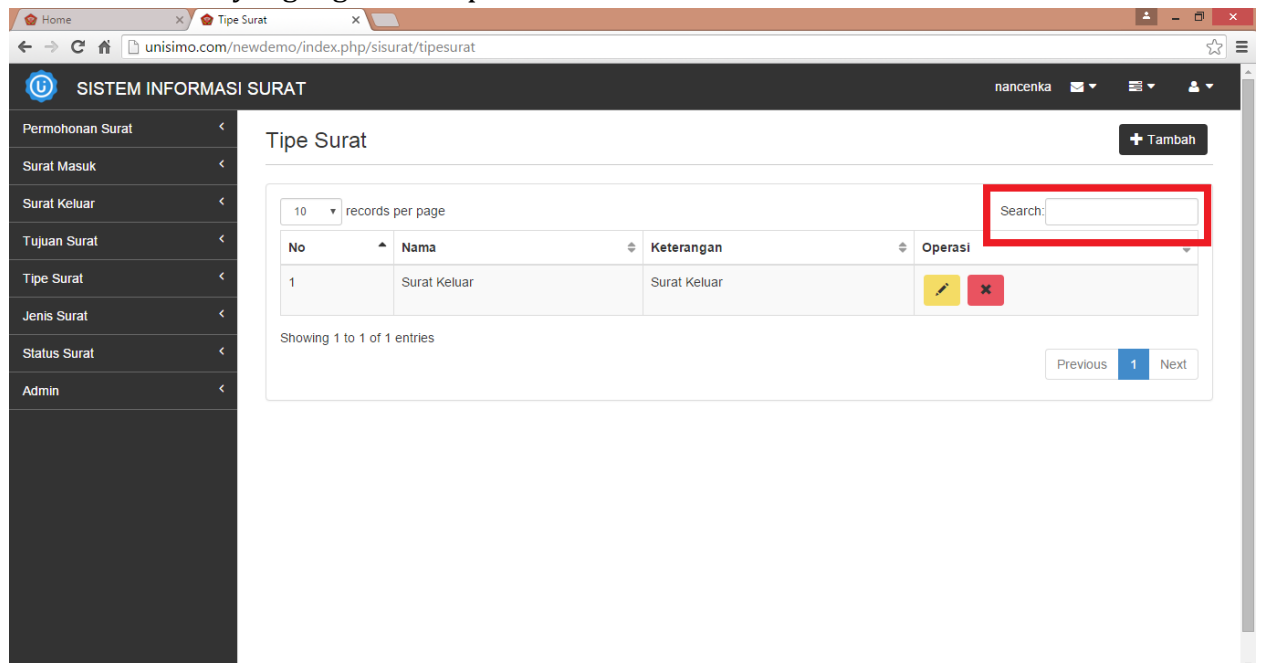 Home
Tipe Surat
unisimo.com/newdemo/index.php/sisurat/tipesurat
SISTEM INFORMASI SURAT
nancenka
Permohonan Surat
Surat Masuk
Surat Keluar
Tujuan Surat
Tipe Surat
Jenis Surat
Status Surat
Admin
Tipe Surat
Tambah
10 records per page
Search:
No Nama Keterangan Operasi
1 Surat Keluar Surat Keluar
Showing 1 to 1 of 1 entries
Previous 1 Next